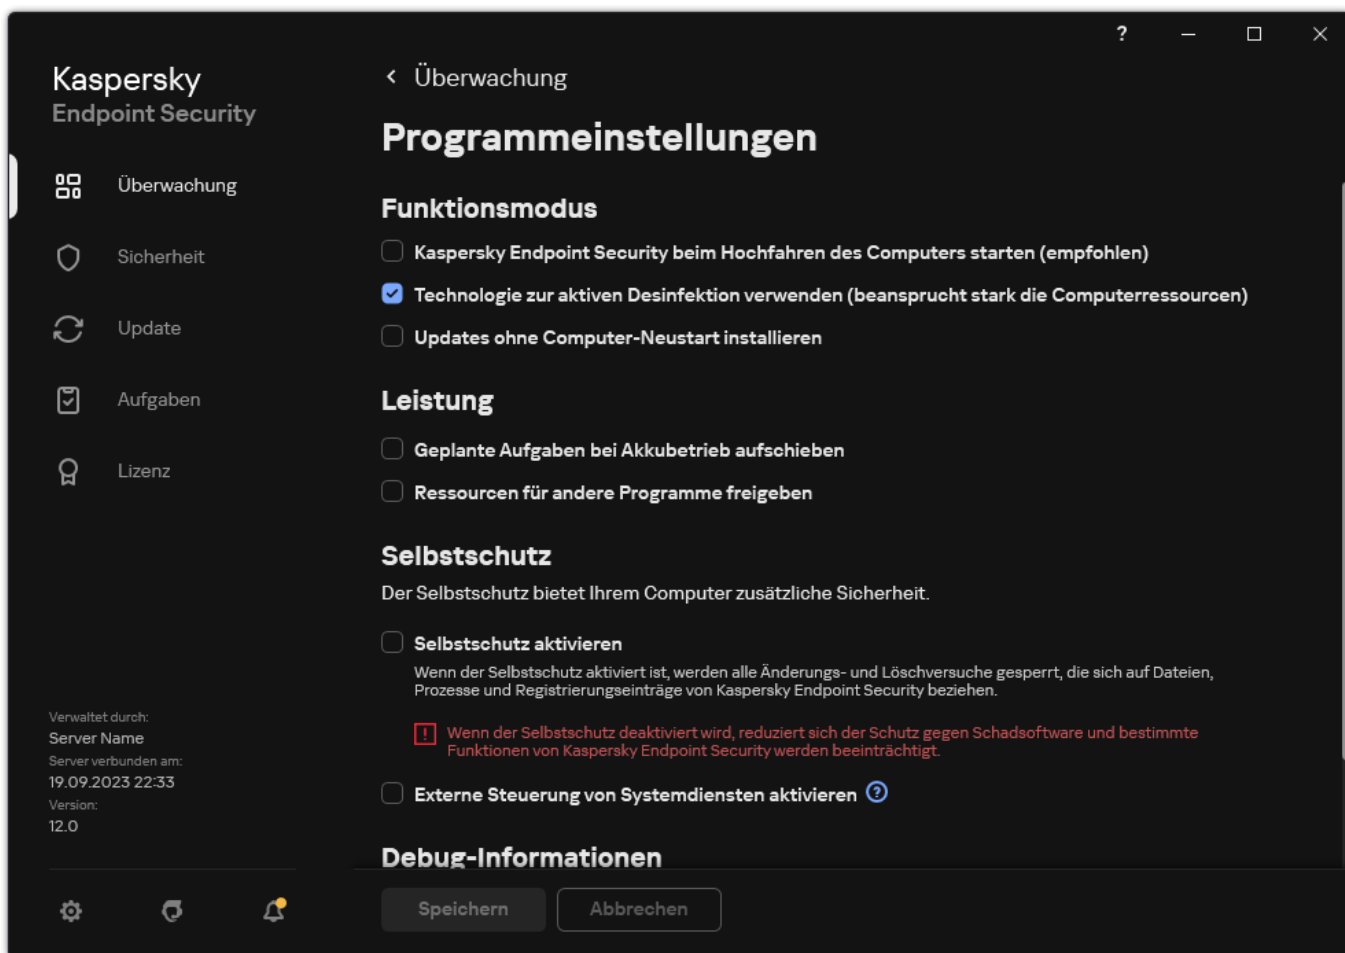 ?
Kaspersky
Endpoint Security
Überwachung
Sicherheit
Update
Aufgaben
Lizenz
Verwaltet durch:
Server Name
Server verbunden am:
19.09.2023 22:33
Version:
12.0
Überwachung
Programmeinstellungen
Funktionsmodus
Kaspersky Endpoint Security beim Hochfahren des Computers starten (empfohlen)
Technologie zur aktiven Desinfektion verwenden (beansprucht stark die Computerressourcen)
Updates ohne Computer-Neustart installieren
Leistung
Geplante Aufgaben bei Akkubetrieb aufschieben
Ressourcen für andere Programme freigeben
Selbstschutz
Der Selbstschutz bietet Ihrem Computer zusätzliche Sicherheit.
Selbstschutz aktivieren
Wenn der Selbstschutz aktiviert ist, werden alle Änderungs- und Löschversuche gesperrt, die sich auf Dateien,
Prozesse und Registrierungseinträge von Kaspersky Endpoint Security beziehen.
Wenn der Selbstschutz deaktiviert wird, reduziert sich der Schutz gegen Schadsoftware und bestimmte
Funktionen von Kaspersky Endpoint Security werden beeinträchtigt.
Externe Steuerung von Systemdiensten aktivieren ?
Debug-Informationen
Speichern
Abbrechen